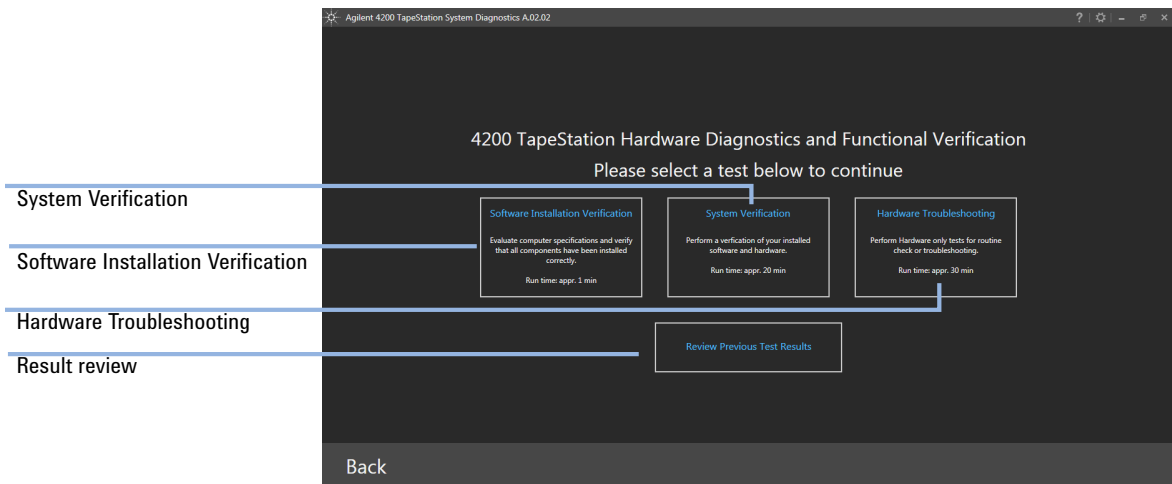 Agilent 4200 TapeStation System Diagnostics A.02.02
?
4200 TapeStation Hardware Diagnostics and Functional Verification
Please select a test below to continue
System Verification
Software Installation Verification
Hardware Troubleshooting
Result review
Software Installation Verification
Evaluate computer specifications and verify
that all components have been installed
correctly.
Run time: appr. 1 min
System Verification
Perform a verfication of your installed
software and hardware.
Run time: appr. 20 min
Hardware Troubleshooting
Perform Hardware only tests for routine
check or troubleshooting.
Run time: appr. 30 min
Review Previous Test Results
Back